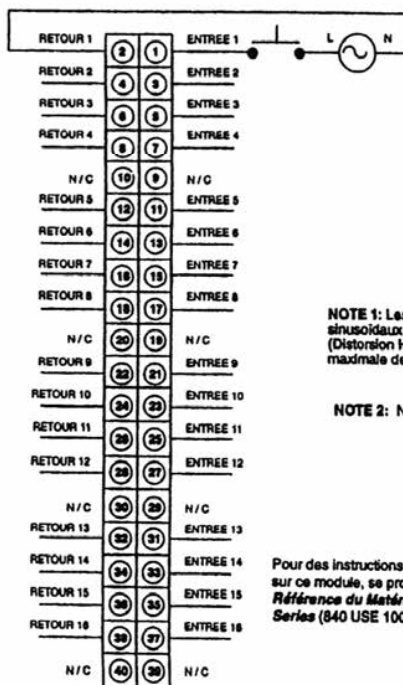 RETOUR 1 2 1 ENTREE 1 L N
RETOUR 2 4 3 ENTREE 2
RETOUR 3 6 5 ENTREE 3
RETOUR 4 8 7 ENTREE 4
N/C 10 9 N/C
RETOUR 5 12 11 ENTREE 5
RETOUR 6 14 13 ENTREE 6
RETOUR 7 16 15 ENTREE 7
RETOUR 8 18 17 ENTREE 8
N/C 20 19 N/C
RETOUR 9 22 21 ENTREE 9
RETOUR 10 24 23 ENTREE 10
RETOUR 11 26 25 ENTREE 11
RETOUR 12 28 27 ENTREE 12
N/C 30 29 N/C
RETOUR 13 32 31 ENTREE 13
RETOUR 14 34 33 ENTREE 14
RETOUR 15 36 35 ENTREE 15
RETOUR 16 38 37 ENTREE 16
N/C 40 39 N/C
NOTE 1: Les
sinusoïdaux
(Distorsion H
maximale de
NOTE 2: N
Pour des instructions
sur ce module, se pro
Référence du Matér
Series (840 USE 100